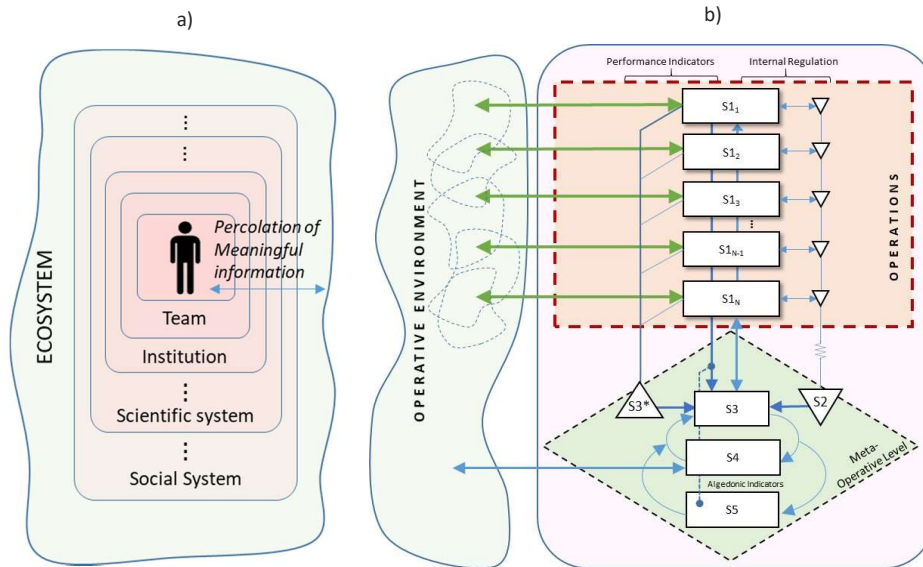 a)
ECOSYSTEM
Percolation of
Meaningful
information
Team
Institution
Scientific system
Social System
b)
OPERATIVE ENVIRONMENT
Performance Indicators
Internal Regulation
S1₁
S1₂
S1₃
S1N-1
S1N
OPERATIONS
S3*
S3
S2
S4
Meta-
Operative Level
Algedonic Indicators
S5